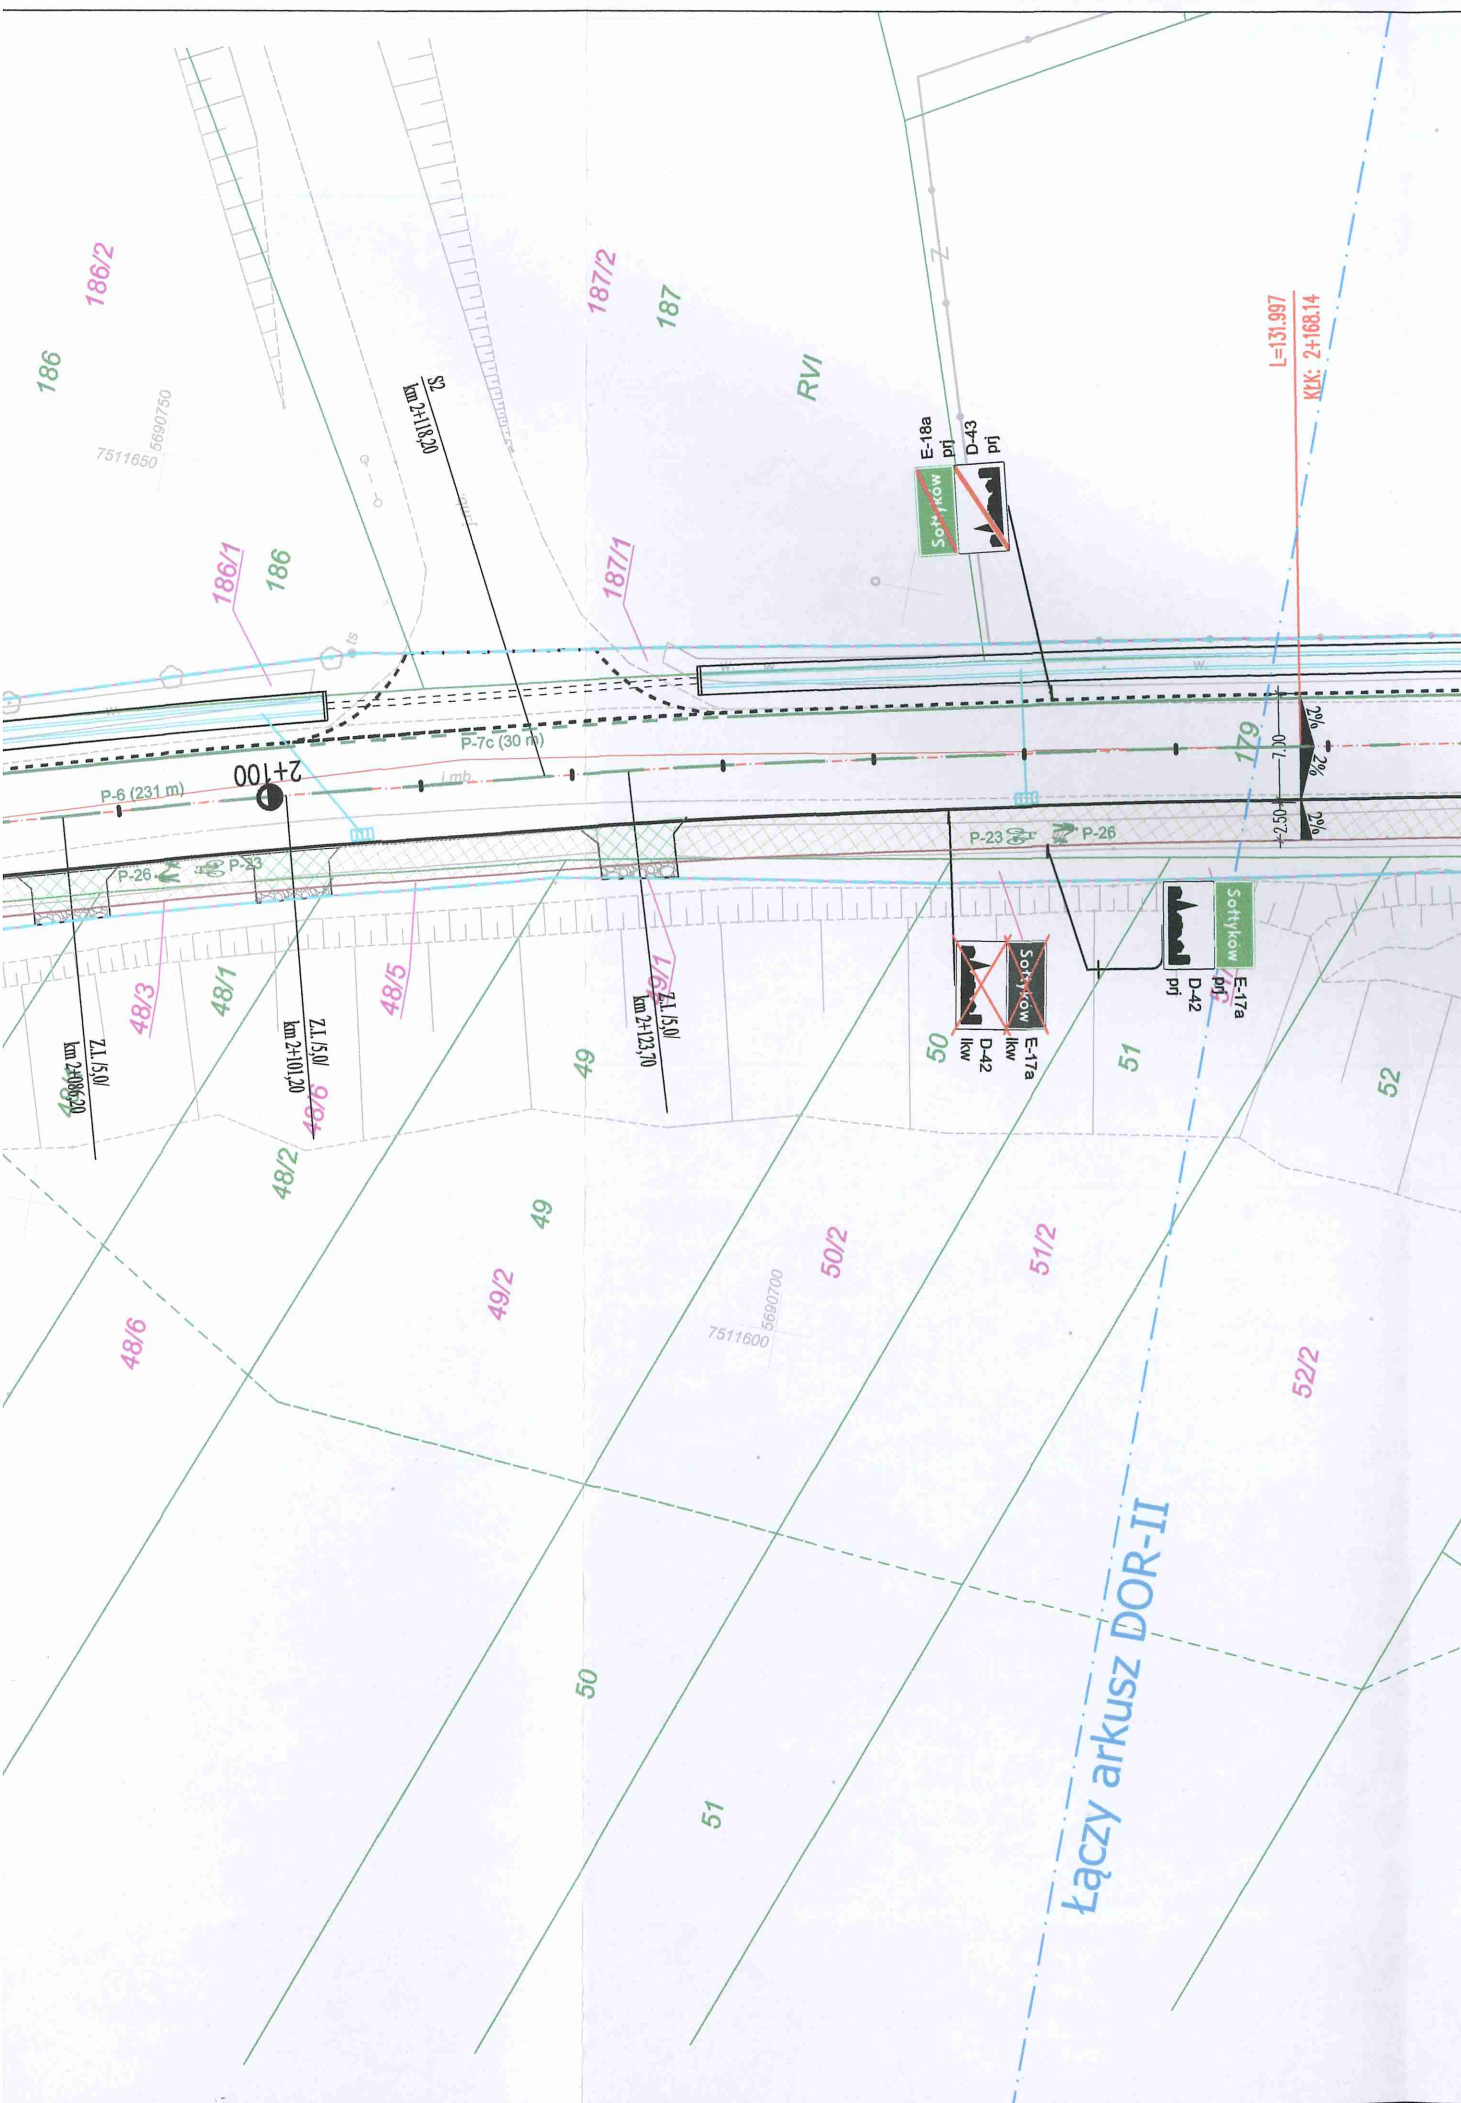 186/2
187/2
187
186
RVI
L=131.997
KŁK: 2+168.14
5690750
7511650
S2
km 2+118,20
E-18a
prj
D-43
prj
Sołtyków
186/1
186
187/1
ts
w.
w.
w.
P-7c (30 m)
2+100
P-6 (231 m)
i.mb.
179
7.00
2%
2%
2.50
2%
P-26
P-23
P-23
P-26
Sołtyków
E-17a
prj
D-42
prj
Sołtyków
E-17a
lkw
D-42
lkw
48/3
48/1
48/5
49/1
Z.I. /5,0/
km 2+086,20
Z.I. /5,0/
km 2+101,20
Z.I. /5,0/
km 2+123,70
48/6
49
50
51
52
48/2
49
49/2
50/2
51/2
5690700
7511600
48/6
52/2
50
51
Łączy arkusz DOR-II